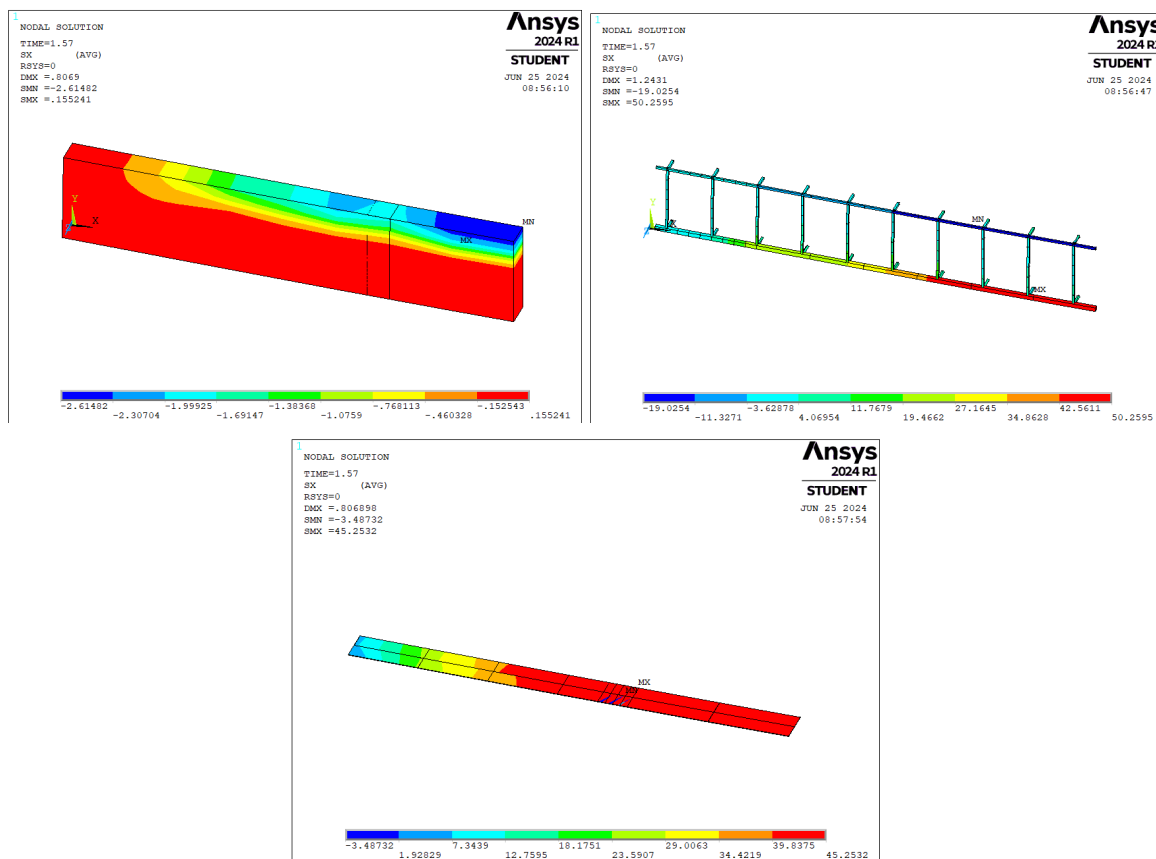 1
NODAL SOLUTION
TIME=1.57
SX (AVG)
RSYS=0
DMX =.8069
SMN =-2.61482
SMX =.155241
Ansys
2024 R1
STUDENT
JUN 25 2024
08:56:10
Y
X
MN
MX
-2.61482 -1.99925 -1.38368 -.768113 -.152543
-2.30704 -1.69147 -1.0759 -.460328 .155241
1
NODAL SOLUTION
TIME=1.57
SX (AVG)
RSYS=0
DMX =1.2431
SMN =-19.0254
SMX =50.2595
Ansys
2024 R1
STUDENT
JUN 25 2024
08:56:47
Y
X
MN
MX
-19.0254 -3.62878 11.7679 27.1645 42.5611
-11.3271 4.06954 19.4662 34.8628 50.2595
1
NODAL SOLUTION
TIME=1.57
SX (AVG)
RSYS=0
DMX =.806898
SMN =-3.48732
SMX =45.2532
Ansys
2024 R1
STUDENT
JUN 25 2024
08:57:54
MX
MN
-3.48732 7.3439 18.1751 29.0063 39.8375
1.92829 12.7595 23.5907 34.4219 45.2532